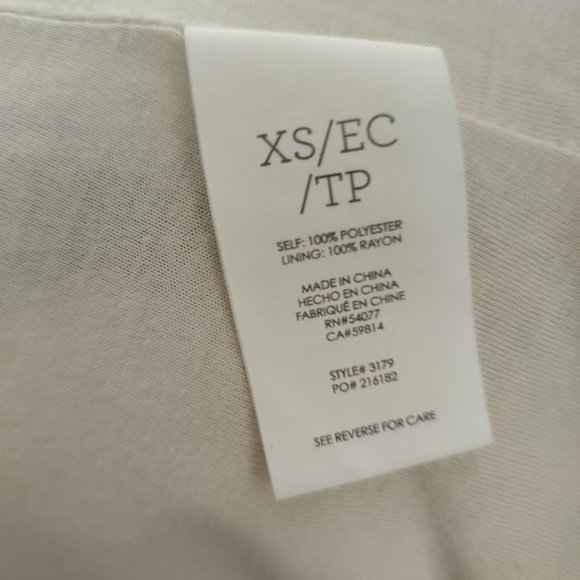 XS/EC
/TP
SELF: 100% POLYESTER
LINING: 100% RAYON
MADE IN CHINA
HECHO EN CHINA
FABRIQUÉ EN CHINE
RN#54077
CA#59814
STYLE# 3179
PO# 216182
SEE REVERSE FOR CARE